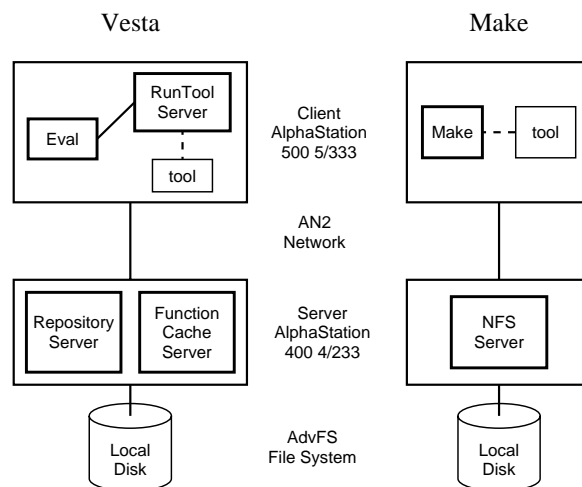 Vesta
Make
RunTool
Server
Eval
tool
Client
AlphaStation
500 5/333
Make
tool
AN2
Network
Repository
Server
Function
Cache
Server
Server
AlphaStation
400 4/233
NFS
Server
Local
Disk
AdvFS
File System
Local
Disk